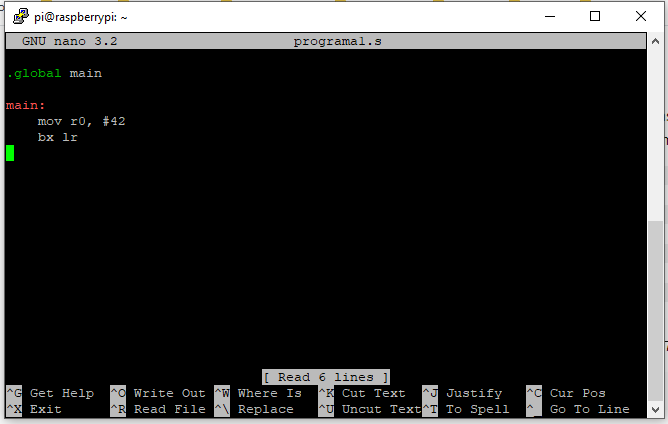 pi@raspberrypi: ~
GNU nano 3.2 programa1.s
.global main
main:
mov r0, #42
bx lr
[ Read 6 lines ]
^G Get Help ^O Write Out ^W Where Is ^K Cut Text ^J Justify ^C Cur Pos
^X Exit ^R Read File ^\ Replace ^U Uncut Text ^T To Spell ^_ Go To Line